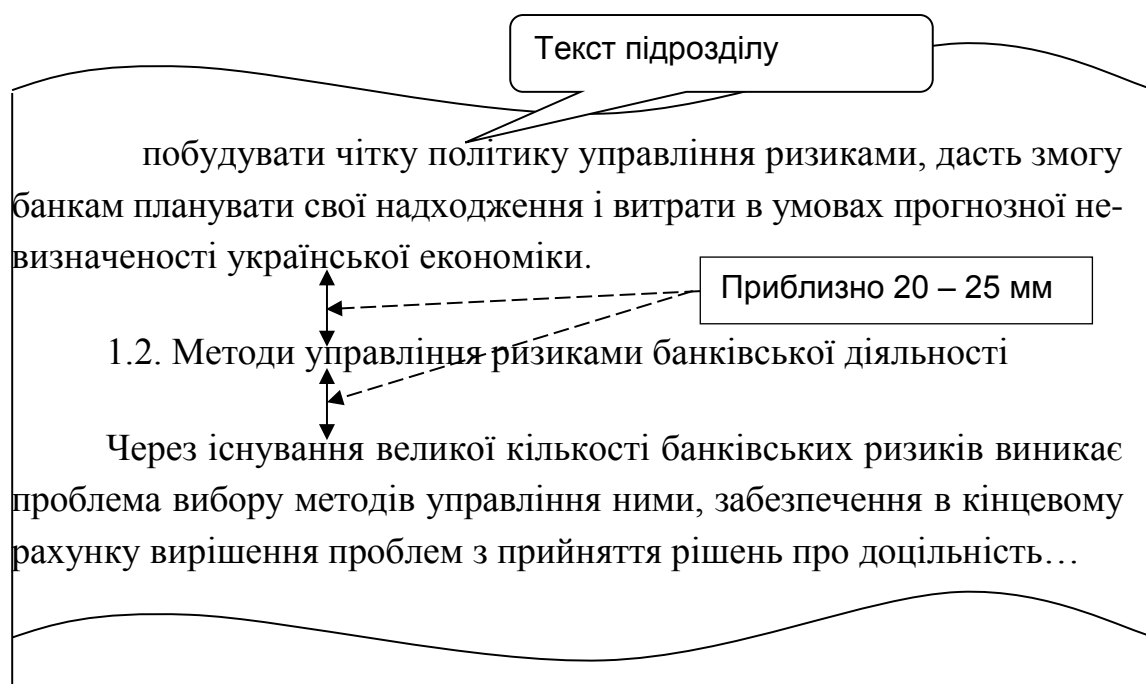 Текст підрозділу
побудувати чітку політику управління ризиками, дасть змогу
банкам планувати свої надходження і витрати в умовах прогнозної не-
визначеності української економіки.
Приблизно 20 – 25 мм
1.2. Методи управління ризиками банківської діяльності
Через існування великої кількості банківських ризиків виникає
проблема вибору методів управління ними, забезпечення в кінцевому
рахунку вирішення проблем з прийняття рішень про доцільність…